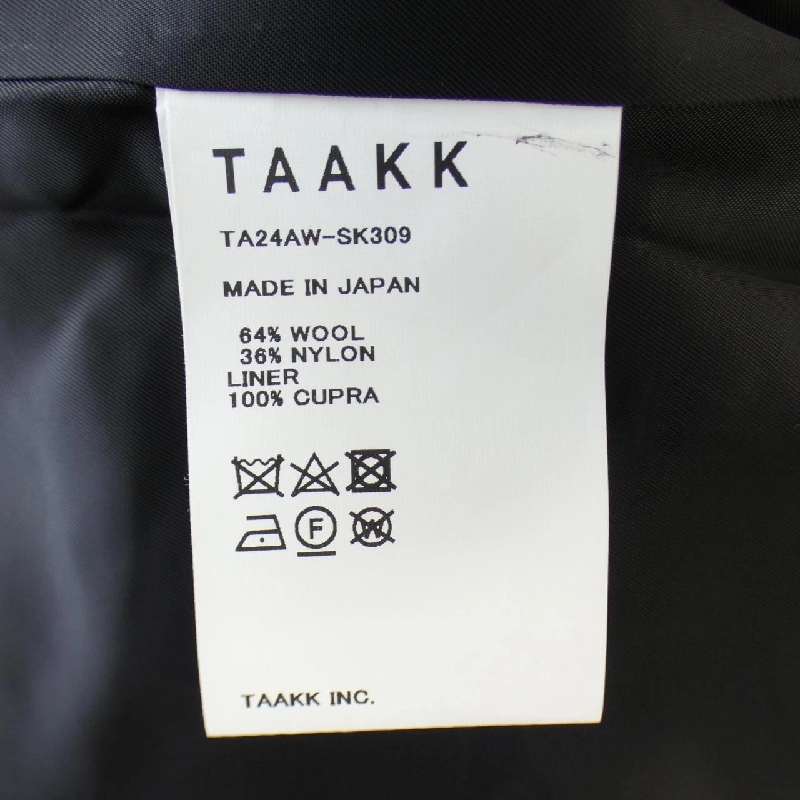 TAAKK
TA24AW-SK309
MADE IN JAPAN
64% WOOL
36% NYLON
LINER
100% CUPRA
F
W
TAAKK INC.